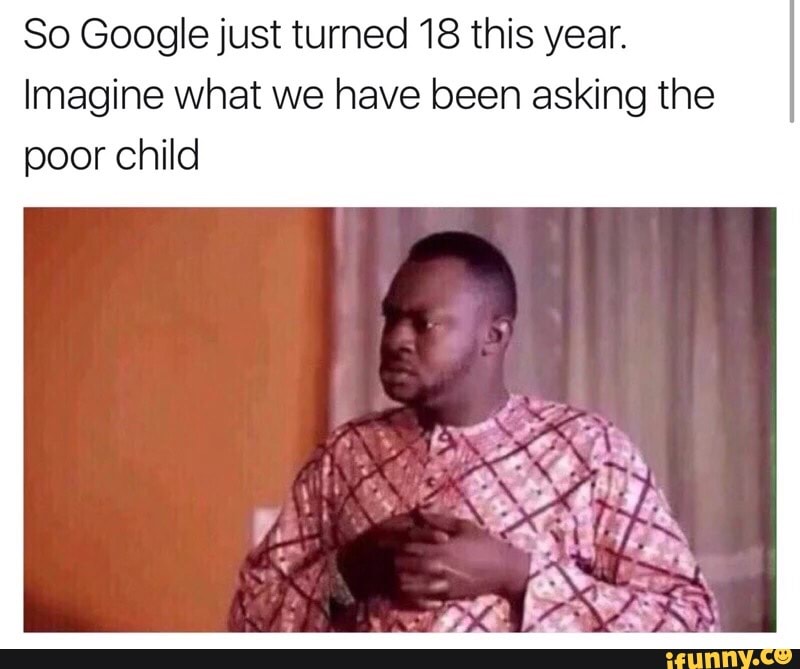 So Google just turned 18 this year.
Imagine what we have been asking the
poor child
ifunny.co